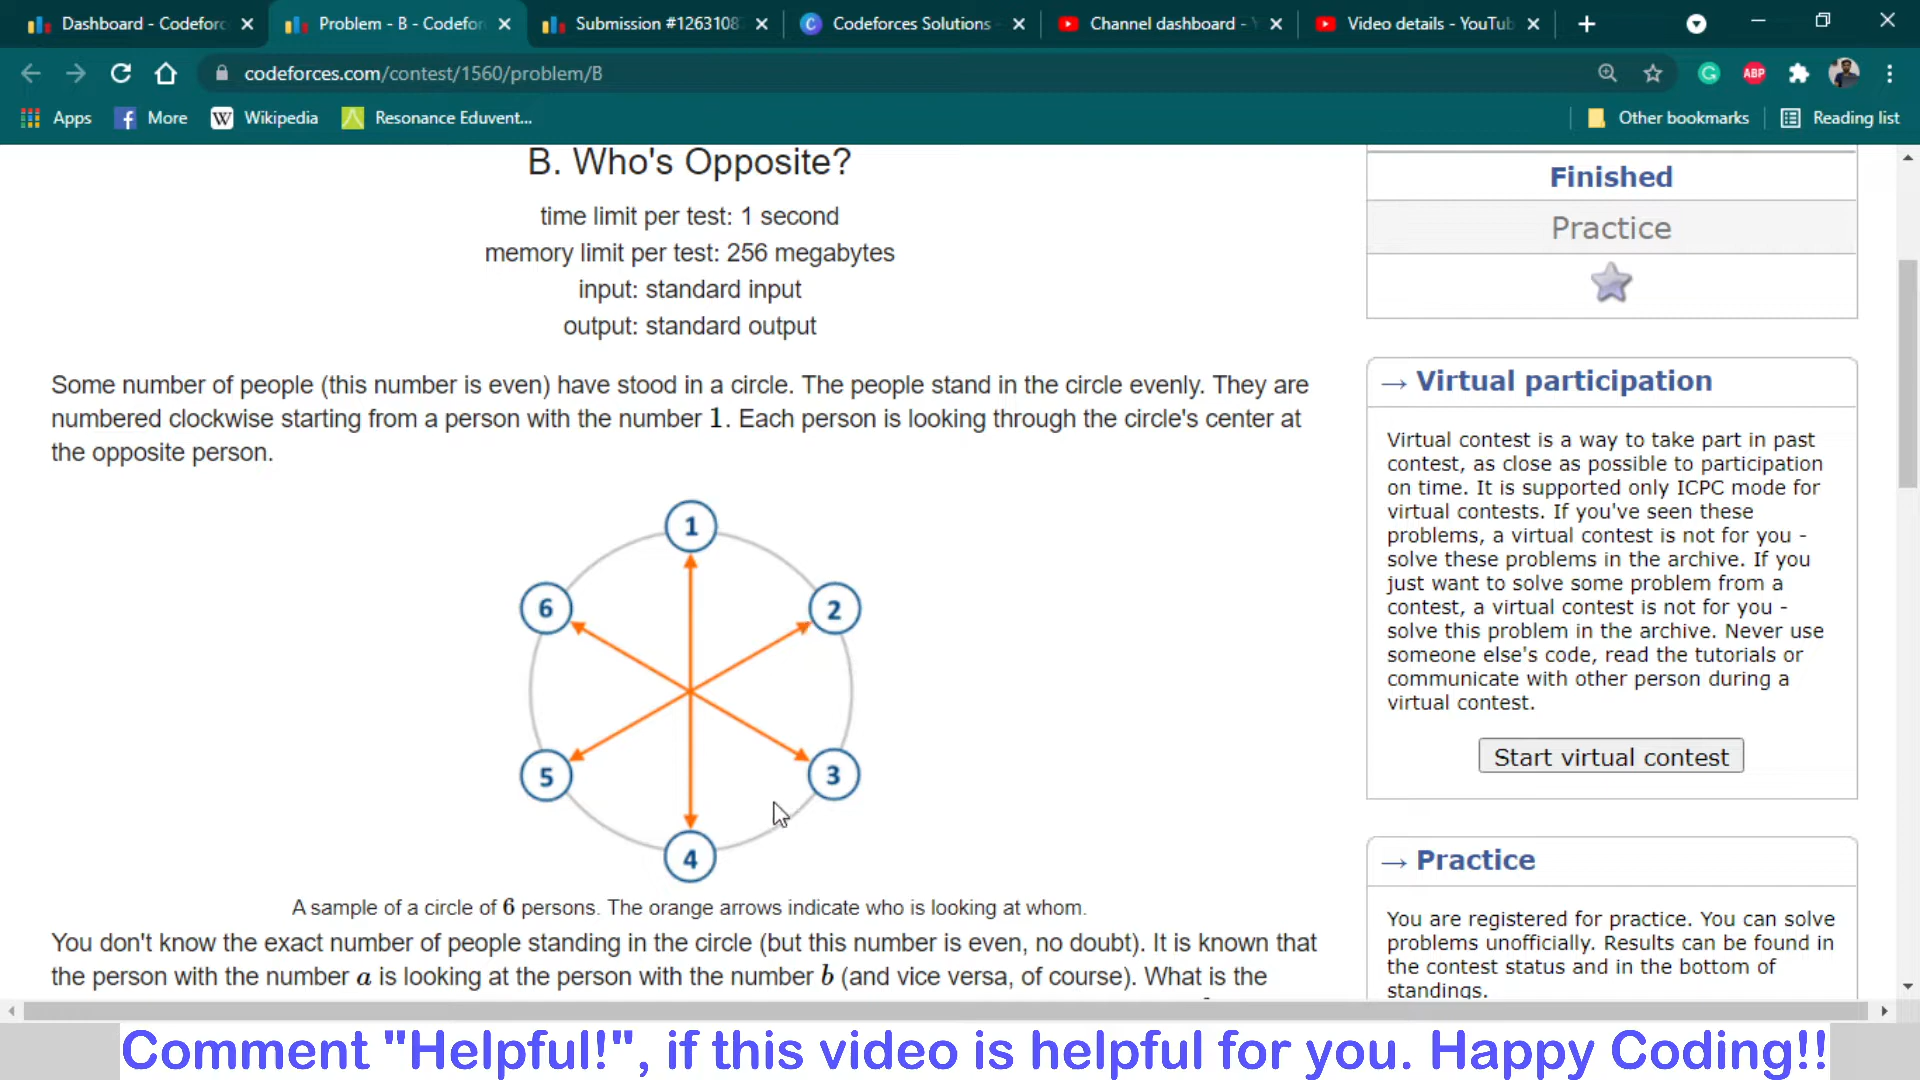 Dashboard - Codeforc
Problem - B - Codefor
Submission #1263108
Codeforces Solutions -
Channel dashboard -
Video details - YouTub
codeforces.com/contest/1560/problem/B
ABP
Apps
More
Wikipedia
Resonance Eduvent...
Other bookmarks
Reading list
B. Who's Opposite?
time limit per test: 1 second
memory limit per test: 256 megabytes
input: standard input
output: standard output
Some number of people (this number is even) have stood in a circle. The people stand in the circle evenly. They are
numbered clockwise starting from a person with the number 1. Each person is looking through the circle's center at
the opposite person.
1
6
2
5
3
4
A sample of a circle of 6 persons. The orange arrows indicate who is looking at whom.
You don't know the exact number of people standing in the circle (but this number is even, no doubt). It is known that
the person with the number a is looking at the person with the number b (and vice versa, of course). What is the
Finished
Practice
→ Virtual participation
Virtual contest is a way to take part in past
contest, as close as possible to participation
on time. It is supported only ICPC mode for
virtual contests. If you've seen these
problems, a virtual contest is not for you -
solve these problems in the archive. If you
just want to solve some problem from a
contest, a virtual contest is not for you -
solve this problem in the archive. Never use
someone else's code, read the tutorials or
communicate with other person during a
virtual contest.
Start virtual contest
→ Practice
You are registered for practice. You can solve
problems unofficially. Results can be found in
the contest status and in the bottom of
standings.
Comment "Helpful!", if this video is helpful for you. Happy Coding!!